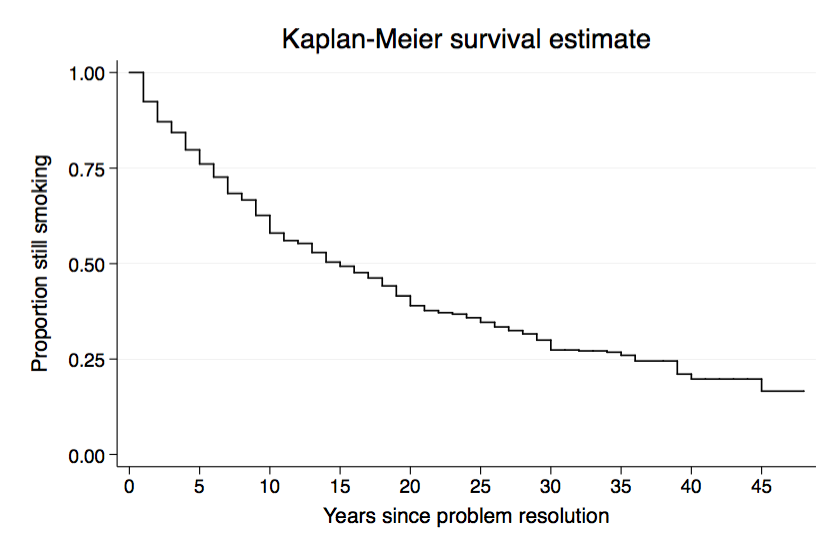 Kaplan-Meier survival estimate
Proportion still smoking
1.00
0.75
0.50
0.25
0.00
0 5 10 15 20 25 30 35 40 45
Years since problem resolution